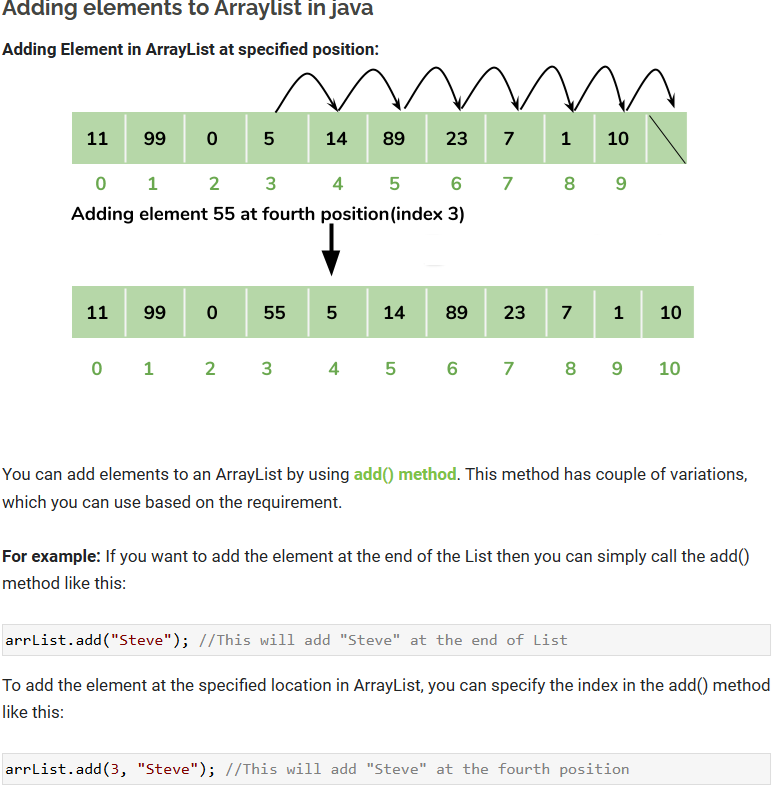 Adding elements to Arraylist in java
Adding Element in ArrayList at specified position:
11 99 0 5 14 89 23 7 1 10
0 1 2 3 4 5 6 7 8 9
Adding element 55 at fourth position(index 3)
11 99 0 55 5 14 89 23 7 1 10
0 1 2 3 4 5 6 7 8 9 10
You can add elements to an ArrayList by using add() method. This method has couple of variations,
which you can use based on the requirement.
For example: If you want to add the element at the end of the List then you can simply call the add()
method like this:
arrList.add("Steve"); //This will add "Steve" at the end of List
To add the element at the specified location in ArrayList, you can specify the index in the add() method
like this:
arrList.add(3, "Steve"); //This will add "Steve" at the fourth position